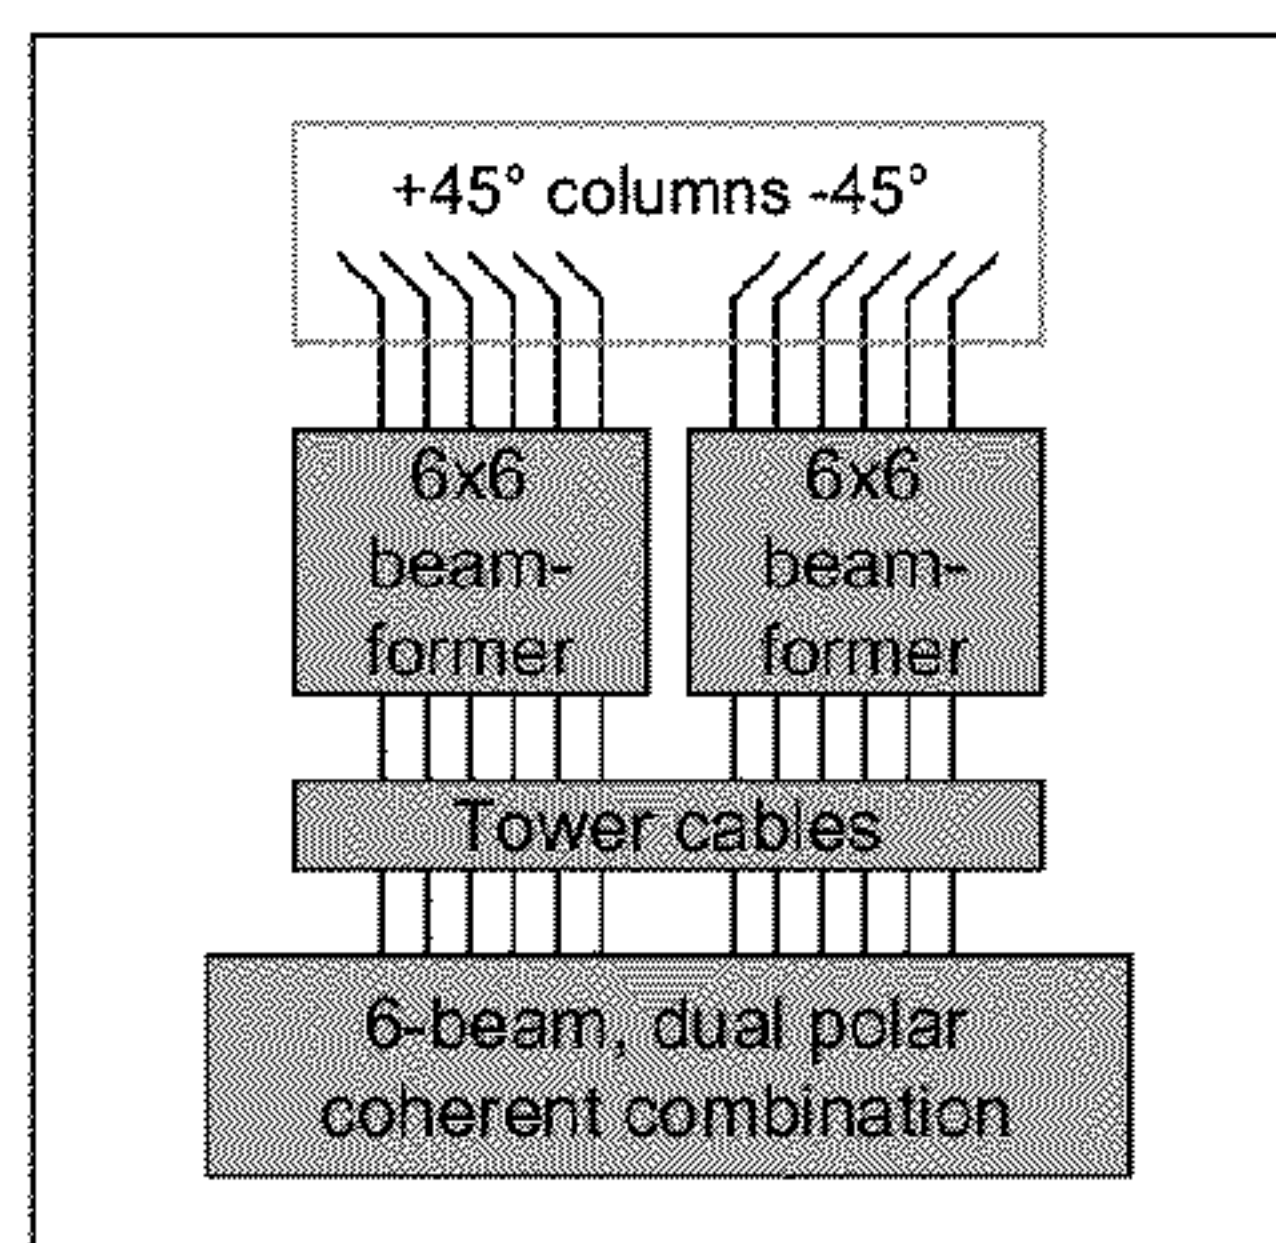 +45° columns -45°
6x6
beam-
former
6x6
beam-
former
Tower cables
6-beam, dual polar
coherent combination